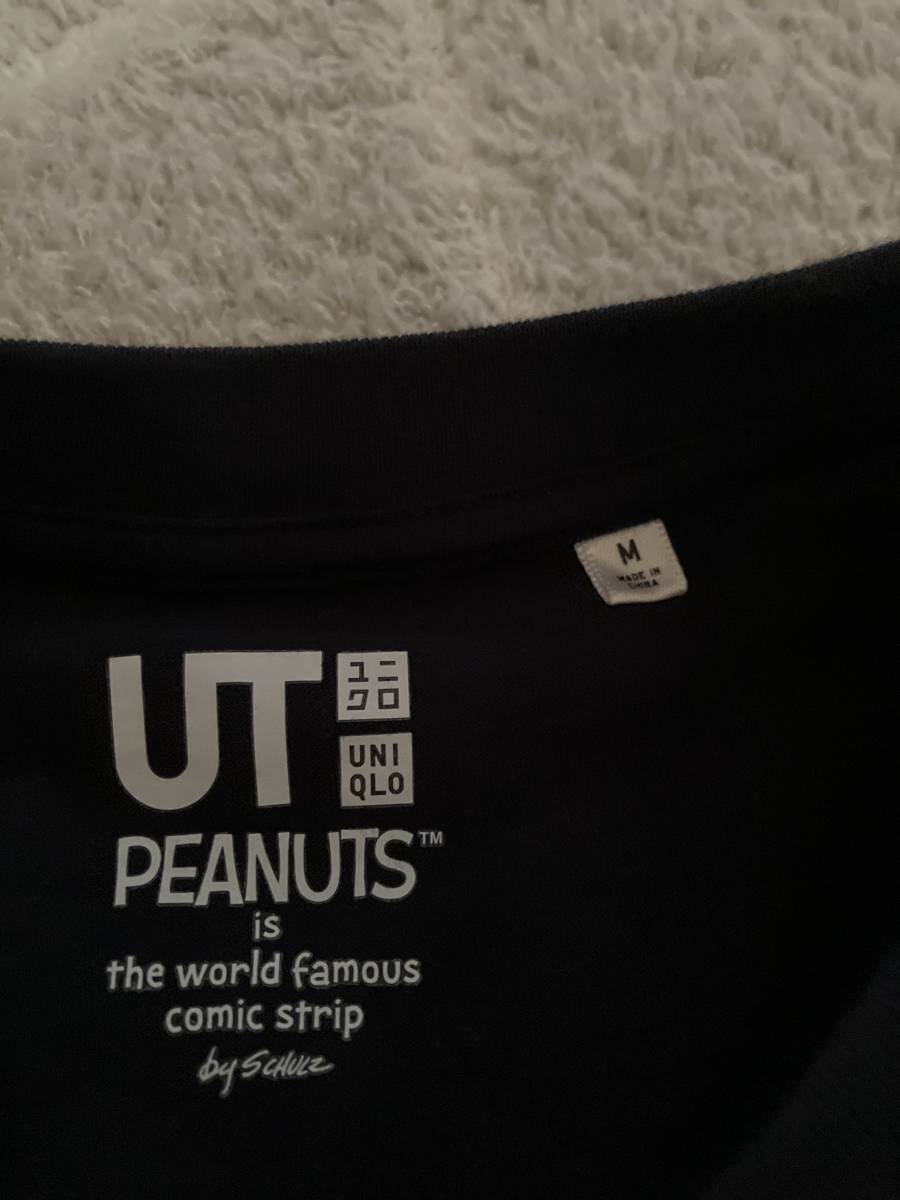 M
MADE IN
CHINA
UT
ユニ
クロ
UNI
QLO
PEANUTS™
is
the world famous
comic strip
by SCHULZ